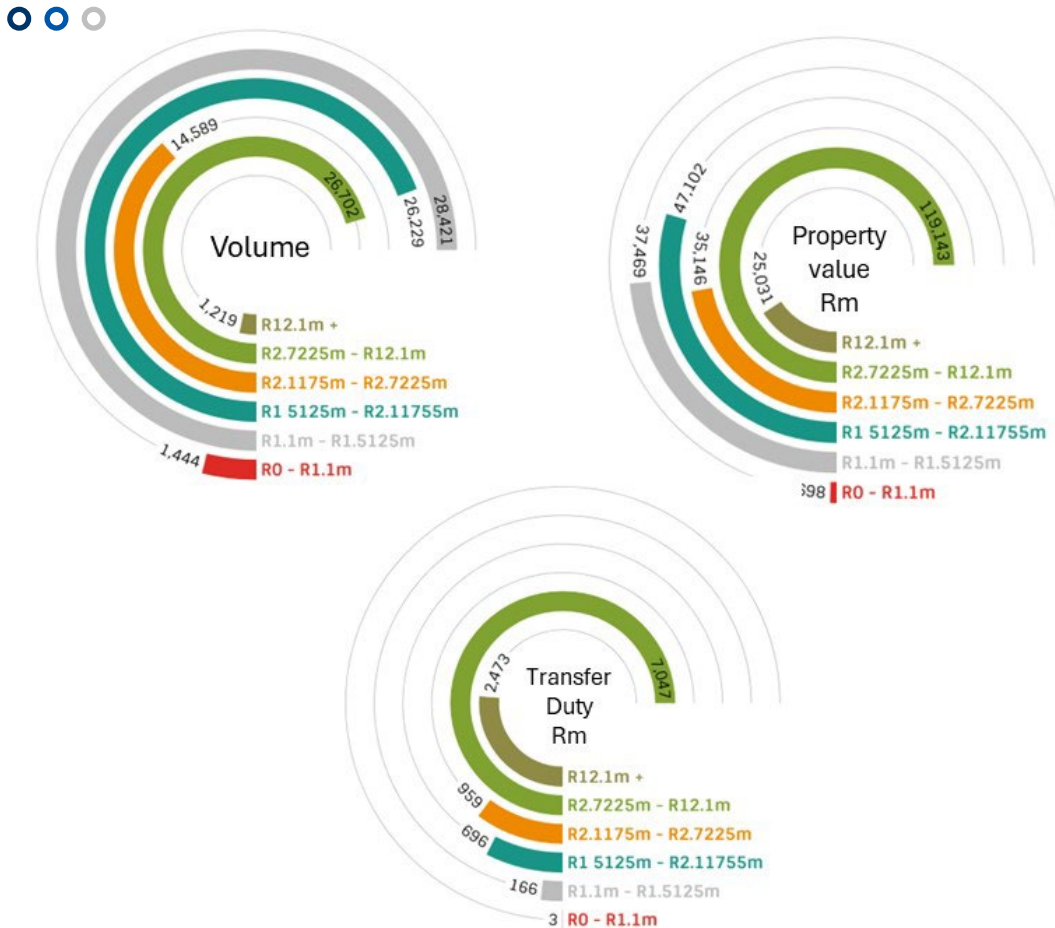 14,589
26,702
26,229
28,421
Volume
1,219
R12.1m +
R2.7225m - R12.1m
R2.1175m - R2.7225m
R1 5125m - R2.11755m
R1.1m - R1.5125m
1,444
R0 - R1.1m
47,102
119,143
37,469
35,146
25,031
Property
value
Rm
R12.1m +
R2.7225m - R12.1m
R2.1175m - R2.7225m
R1 5125m - R2.11755m
R1.1m - R1.5125m
R0 - R1.1m
2,473
7,047
Transfer
Duty
Rm
R12.1m +
R2.7225m - R12.1m
959
R2.1175m - R2.7225m
696
R1 5125m - R2.11755m
166
R1.1m - R1.5125m
3
R0 - R1.1m